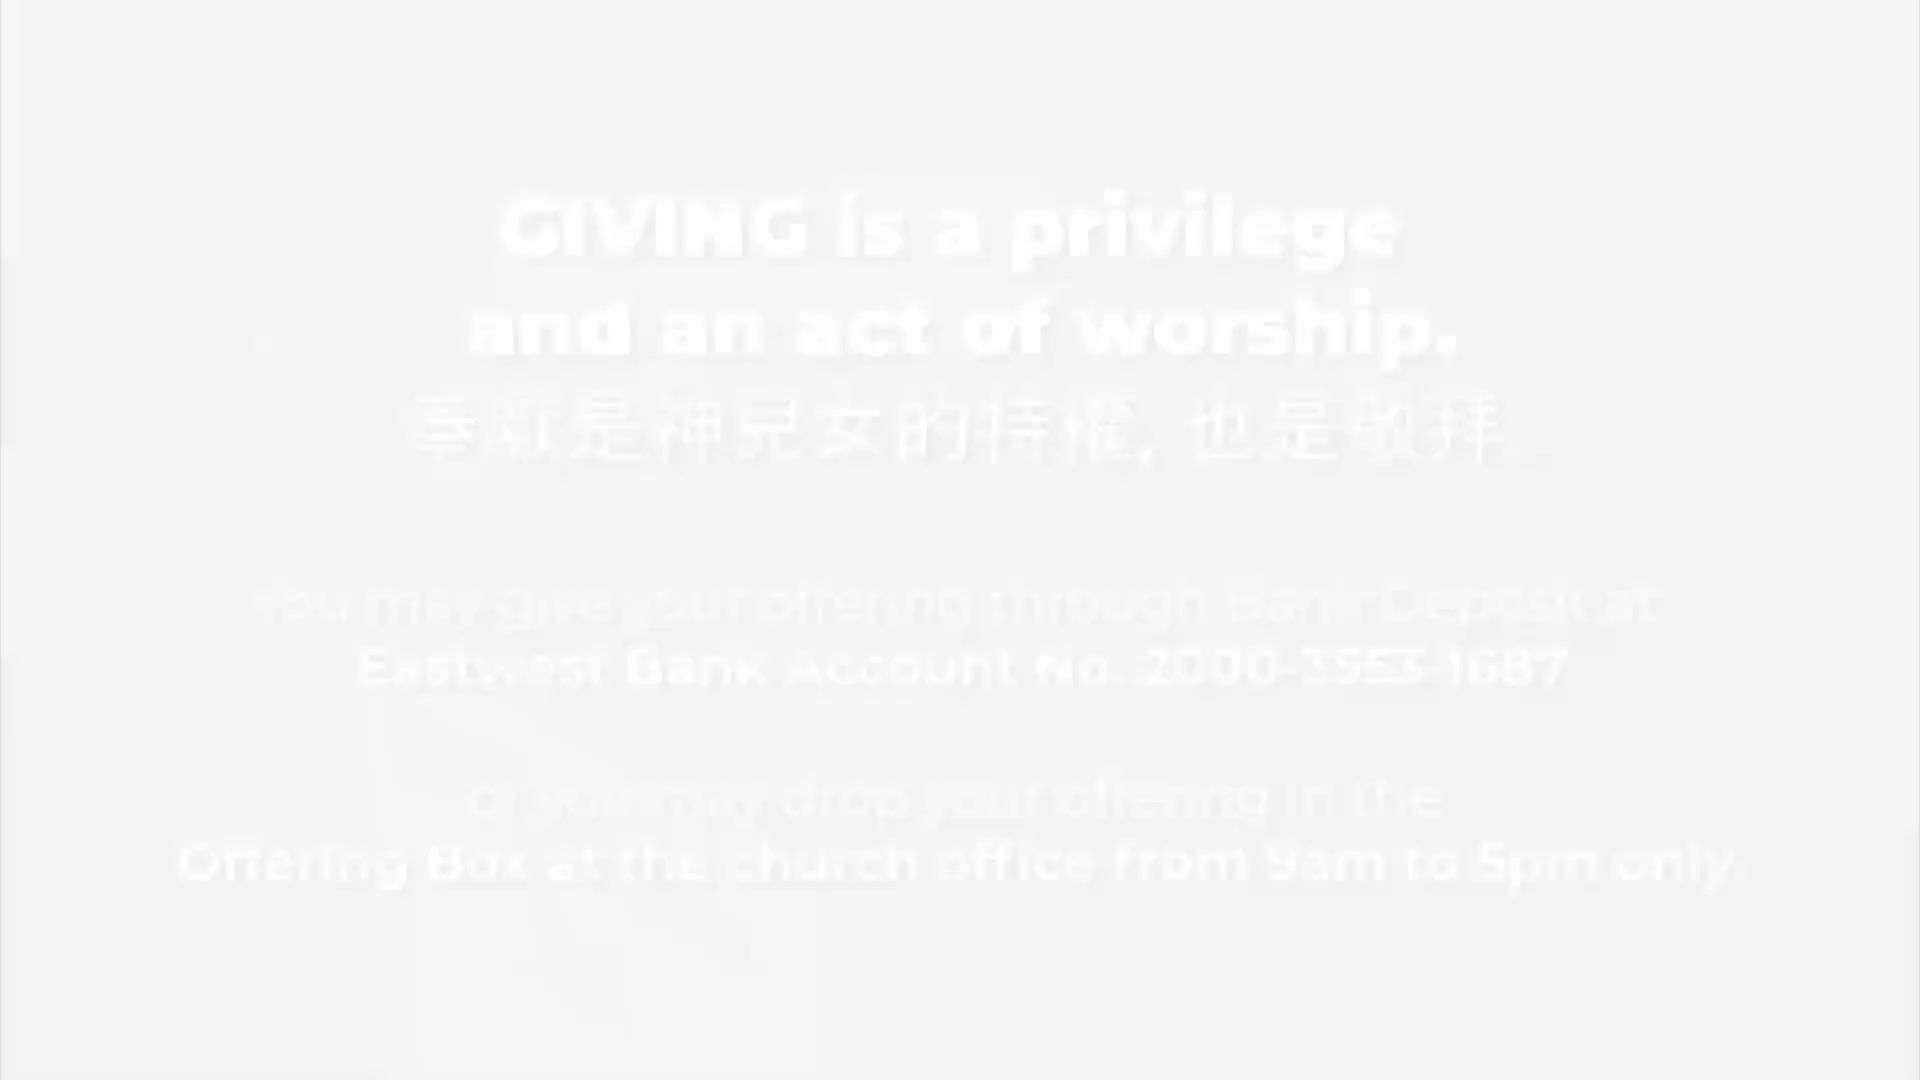 GIVING is a privilege
and an act of worship.
奉獻是神兒女的特權, 也是敬拜
You may give your offering through Bank Deposit at
Eastwest Bank Account No. 2000-3553-1687
or you may drop your offering in the
Offering Box at the church office from 9am to 5pm only.